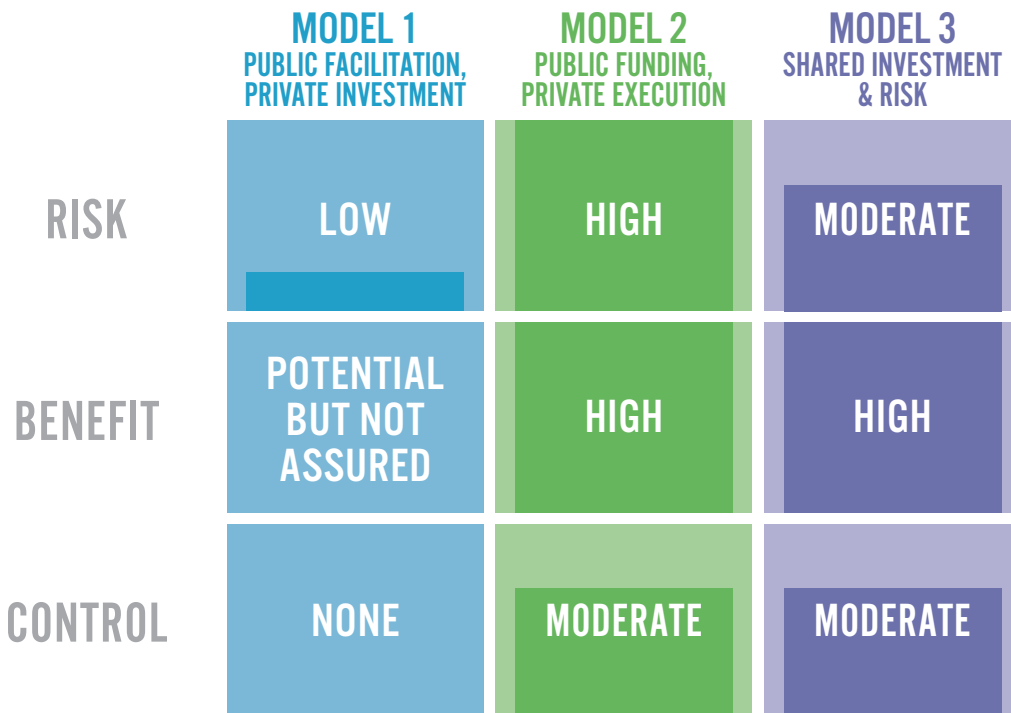 MODEL 1
PUBLIC FACILITATION,
PRIVATE INVESTMENT
MODEL 2
PUBLIC FUNDING,
PRIVATE EXECUTION
MODEL 3
SHARED INVESTMENT
& RISK
RISK
LOW
HIGH
MODERATE
BENEFIT
POTENTIAL
BUT NOT
ASSURED
HIGH
HIGH
CONTROL
NONE
MODERATE
MODERATE